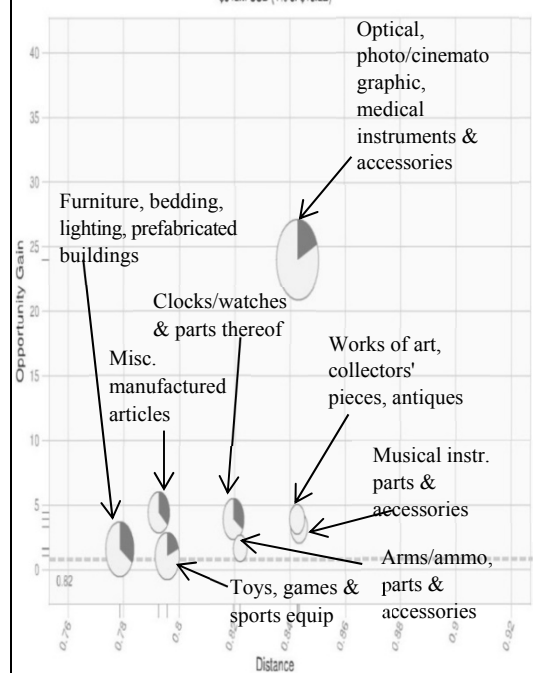 40
35
30
25
20
15
10
5
0
Opportunity Gain
Optical,
photo/cinemato
graphic,
medical
instruments &
accessories
Furniture, bedding,
lighting, prefabricated
buildings
Clocks/watches
& parts thereof
Misc.
manufactured
articles
Works of art,
collectors'
pieces, antiques
Musical instr.
parts &
accessories
Arms/ammo,
parts &
accessories
Toys, games &
sports equip
0.82
0.76
0.78
0.8
0.82
0.84
0.86
0.88
0.9
0.92
Distance